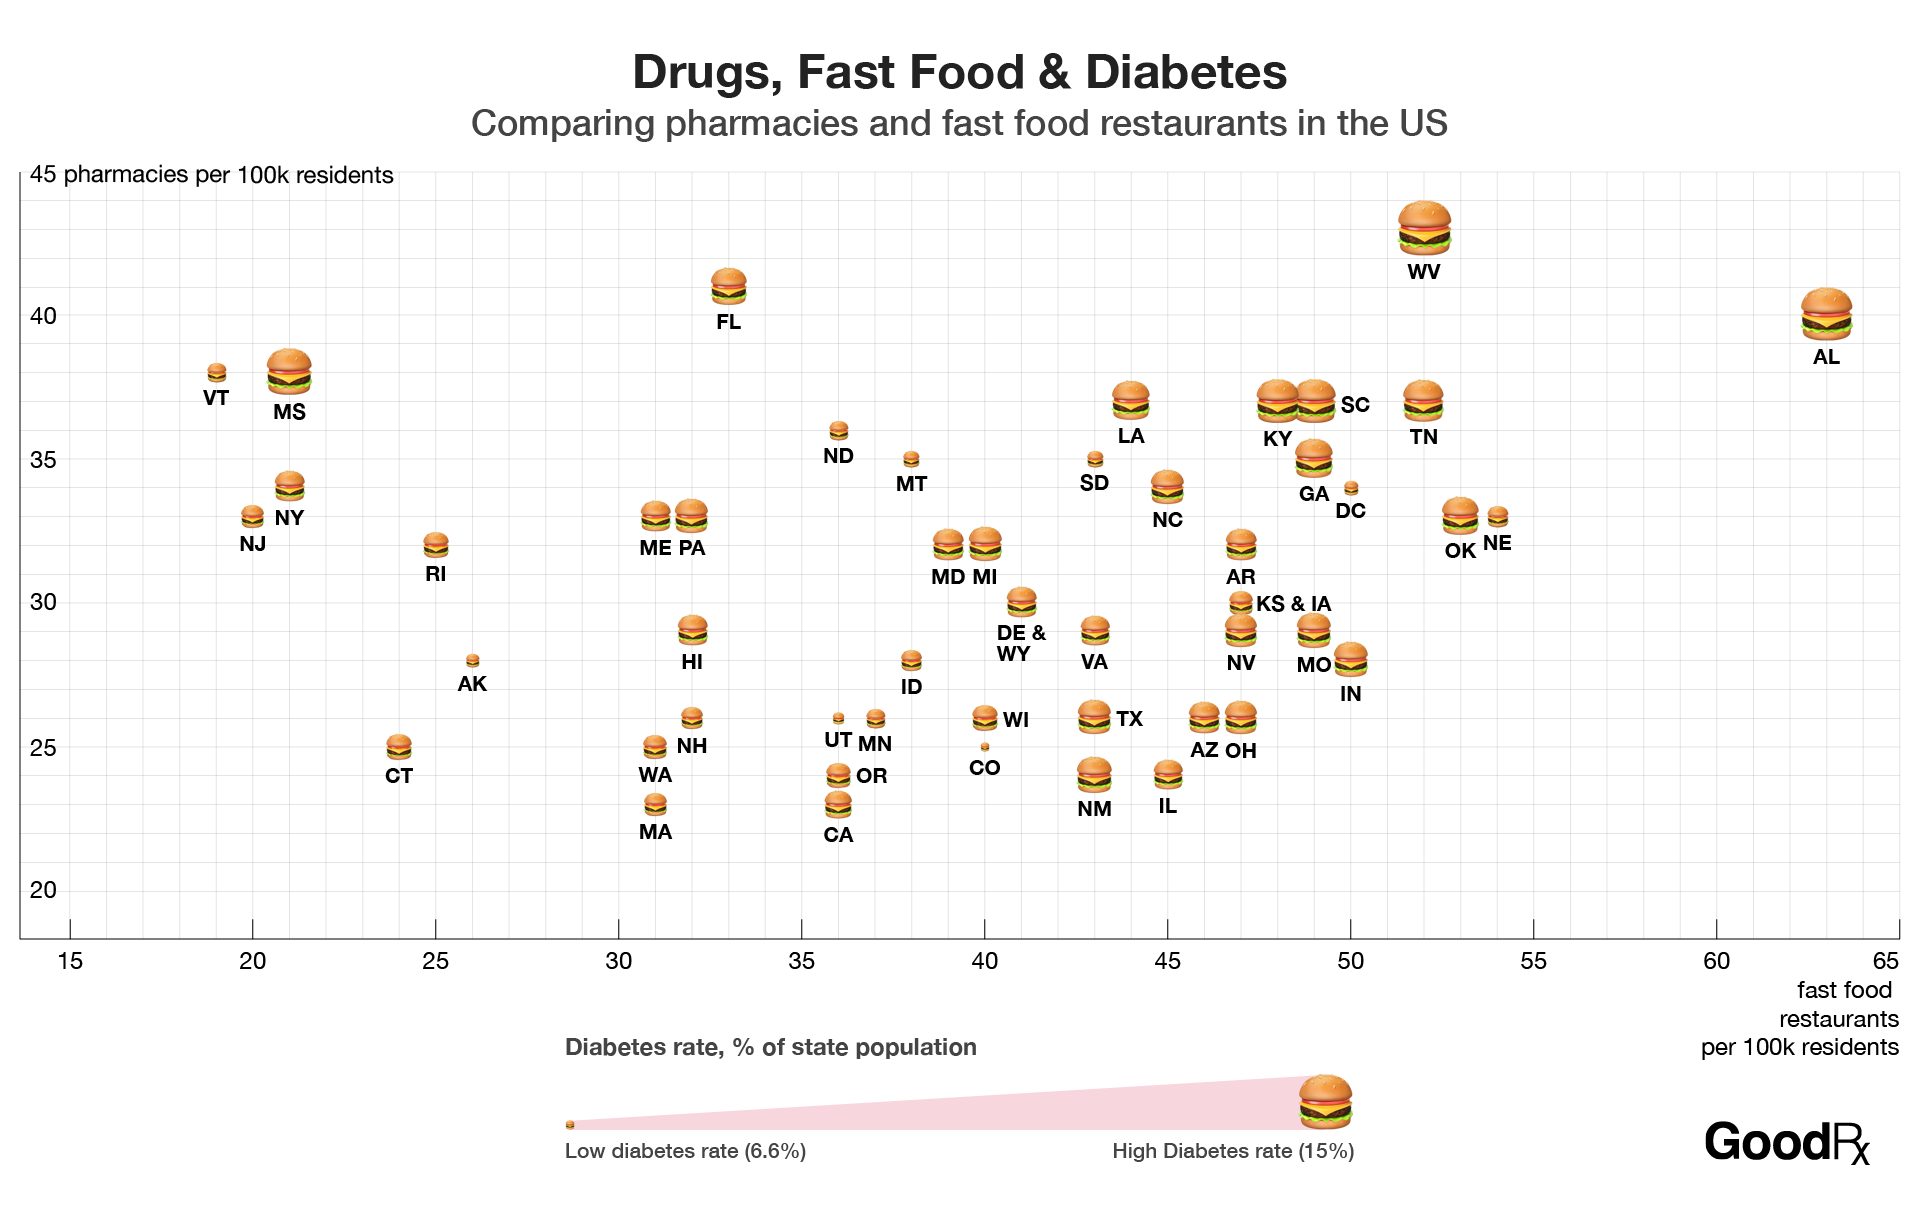 Drugs, Fast Food & Diabetes
Comparing pharmacies and fast food restaurants in the US
45 pharmacies per 100k residents
WV
FL
40
AL
VT
MS
SC
LA
KY
TN
ND
35
MT
SD
GA
DC
NY
NC
NJ
ME
PA
OK
NE
RI
MD
MI
AR
30
KS & IA
DE &
WY
HI
VA
NV
MO
AK
ID
IN
WI
TX
UT
MN
NH
AZ
OH
25
CO
CT
WA
OR
NM
IL
MA
CA
20
15
20
25
30
35
40
45
50
55
60
65
fast food
restaurants
per 100k residents
Diabetes rate, % of state population
Low diabetes rate (6.6%)
High Diabetes rate (15%)
GoodRx